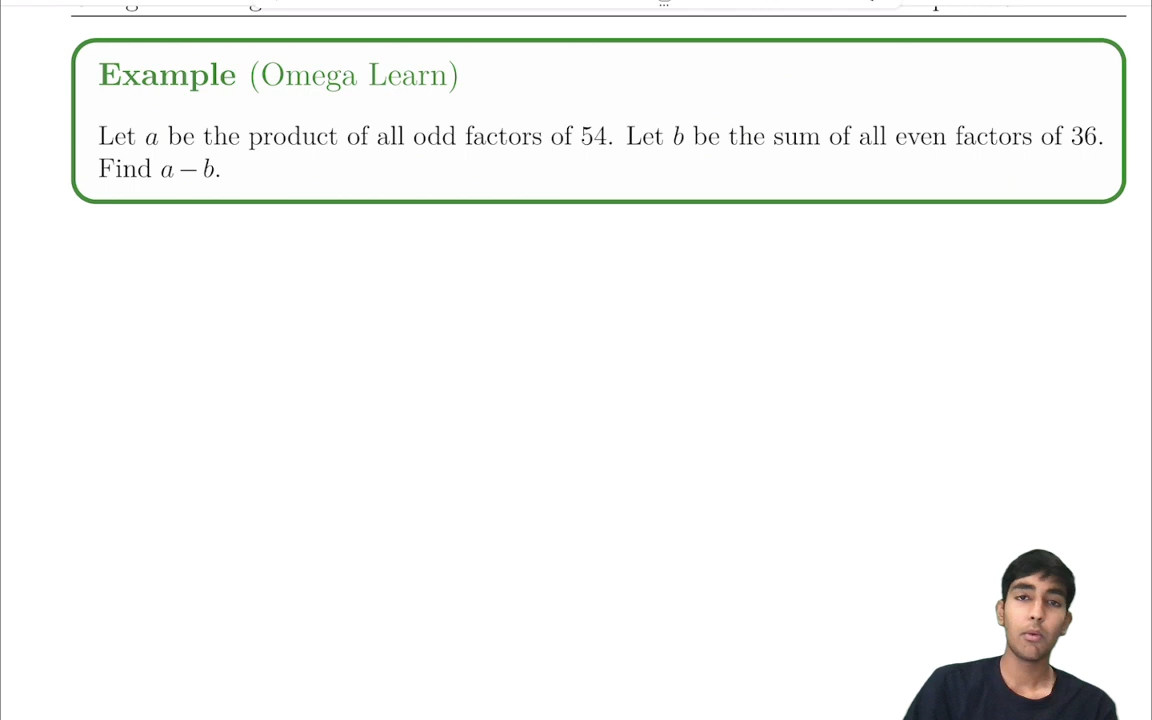 Example (Omega Learn)
Let a be the product of all odd factors of 54. Let b be the sum of all even factors of 36.
Find a − b.